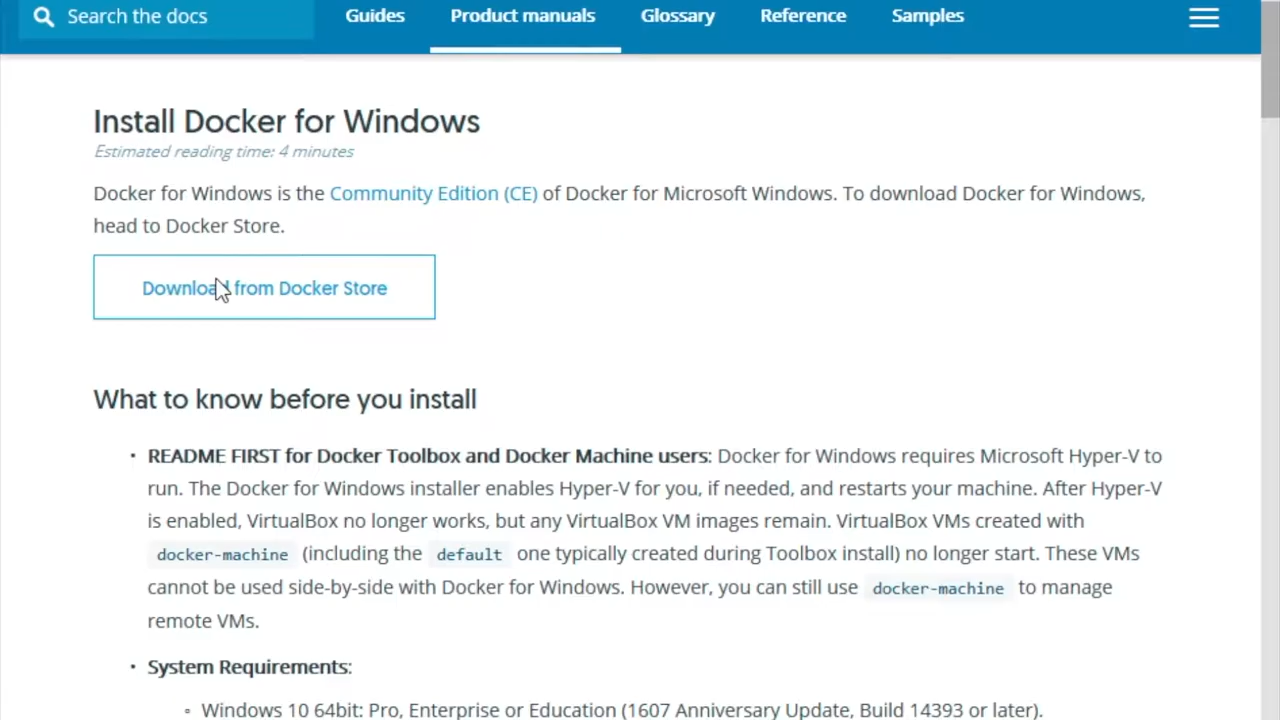 Search the docs
Guides
Product manuals
Glossary
Reference
Samples
Install Docker for Windows
Estimated reading time: 4 minutes
Docker for Windows is the Community Edition (CE) of Docker for Microsoft Windows. To download Docker for Windows,
head to Docker Store.
Download from Docker Store
What to know before you install
• README FIRST for Docker Toolbox and Docker Machine users: Docker for Windows requires Microsoft Hyper-V to
run. The Docker for Windows installer enables Hyper-V for you, if needed, and restarts your machine. After Hyper-V
is enabled, VirtualBox no longer works, but any VirtualBox VM images remain. VirtualBox VMs created with
docker-machine (including the default one typically created during Toolbox install) no longer start. These VMs
cannot be used side-by-side with Docker for Windows. However, you can still use docker-machine to manage
remote VMs.
• System Requirements:
◦ Windows 10 64bit: Pro, Enterprise or Education (1607 Anniversary Update, Build 14393 or later).